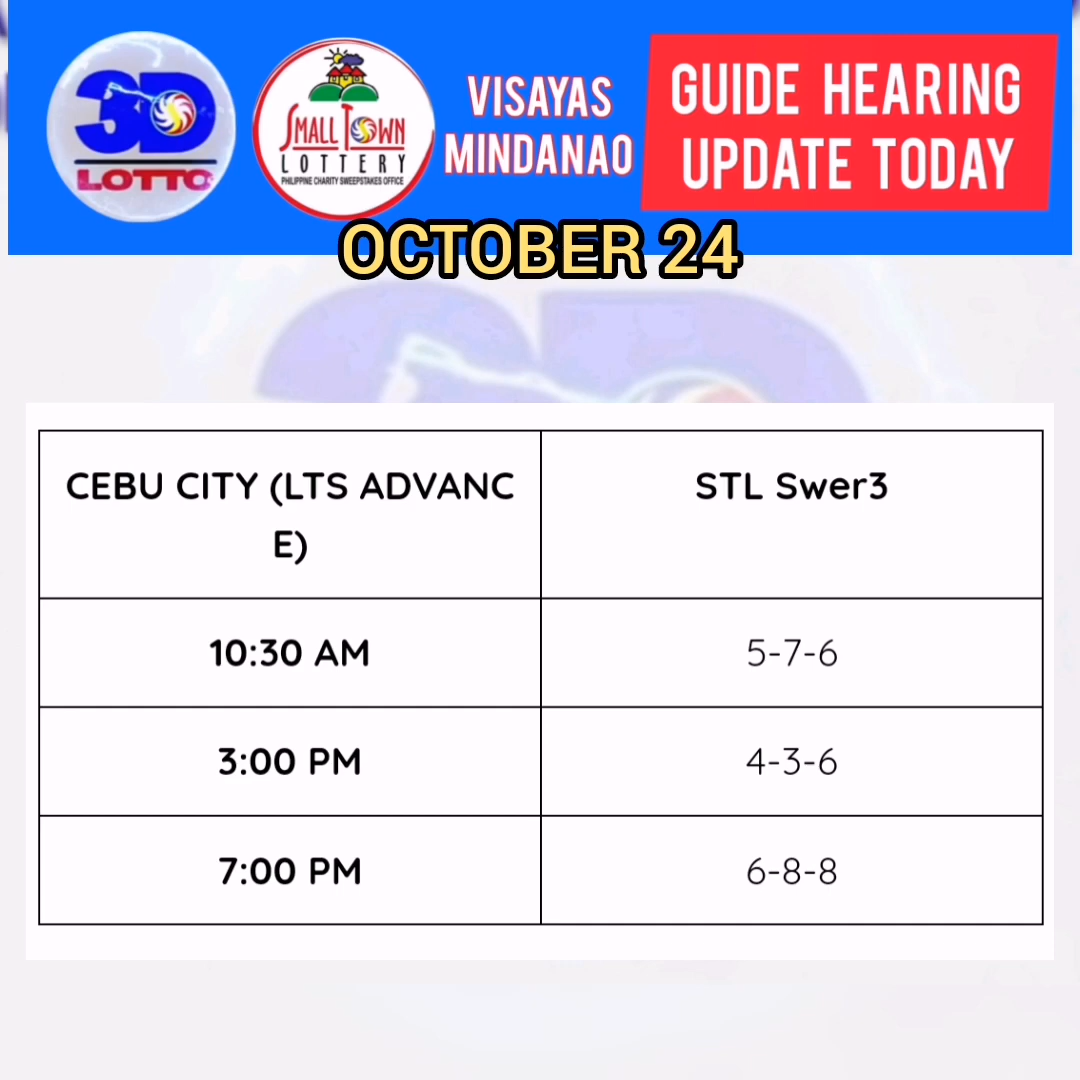 3D
LOTTO
SMALL TOWN
LOTTERY
PHILIPPINE CHARITY SWEEPSTAKES OFFICE
VISAYAS
MINDANAO
GUIDE HEARING
UPDATE TODAY
OCTOBER 24
CEBU CITY (LTS ADVANC
E)
STL Swer3
10:30 AM
5-7-6
3:00 PM
4-3-6
7:00 PM
6-8-8